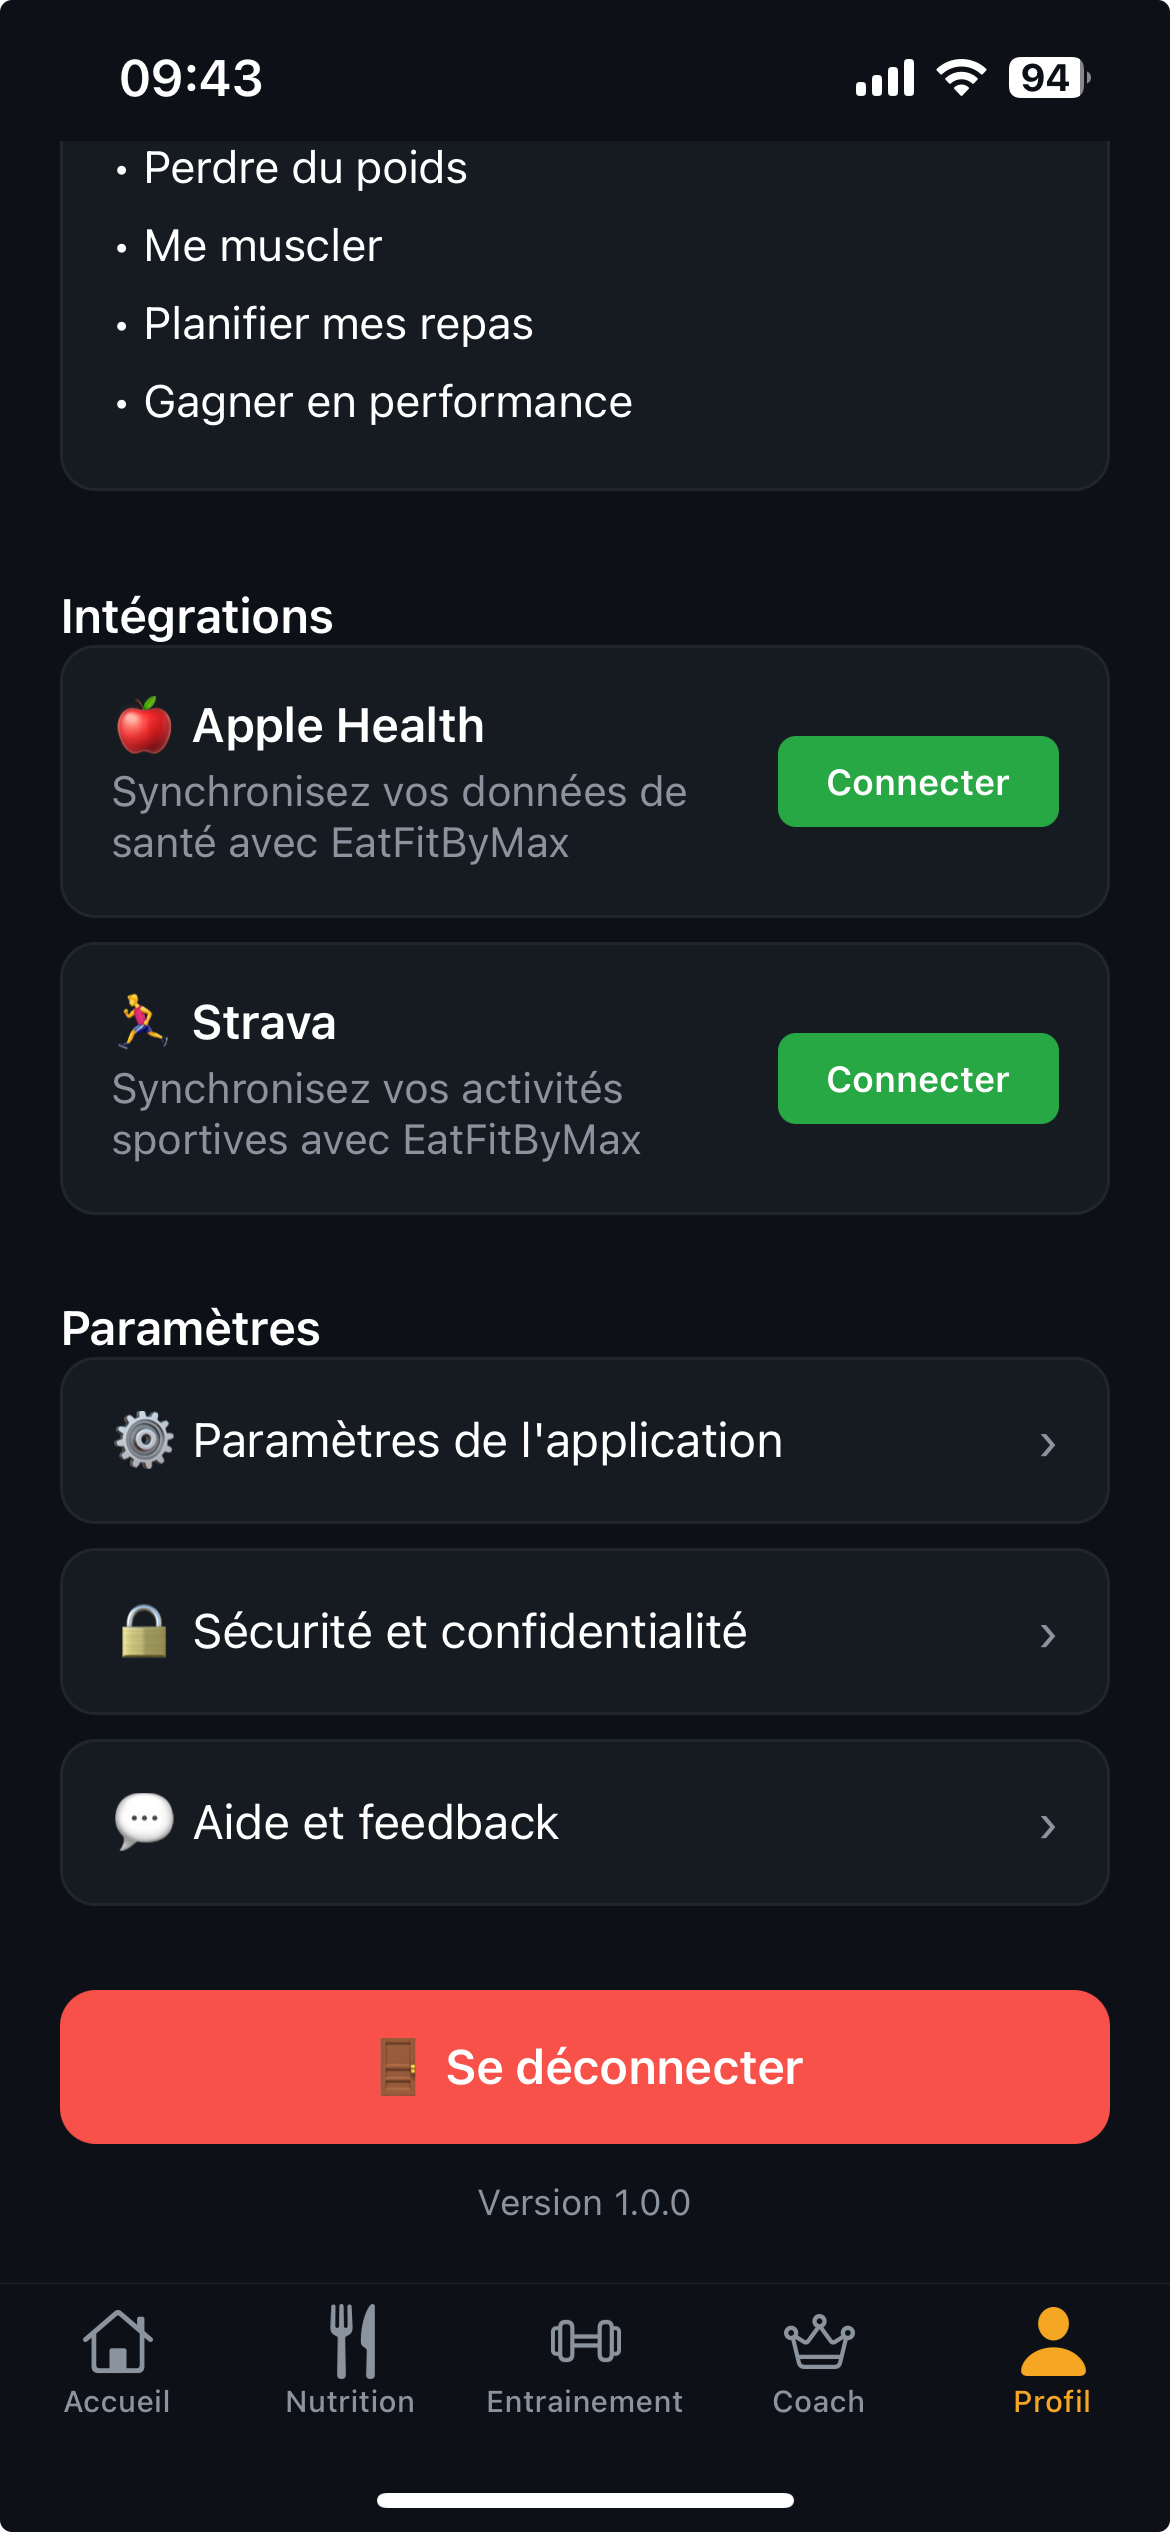 09:43
94
• Perdre du poids
• Me muscler
• Planifier mes repas
• Gagner en performance
Intégrations
Apple Health
Synchronisez vos données de
santé avec EatFitByMax
Connecter
Strava
Synchronisez vos activités
sportives avec EatFitByMax
Connecter
Paramètres
Paramètres de l'application
Sécurité et confidentialité
Aide et feedback
Se déconnecter
Version 1.0.0
Accueil
Nutrition
Entrainement
Coach
Profil